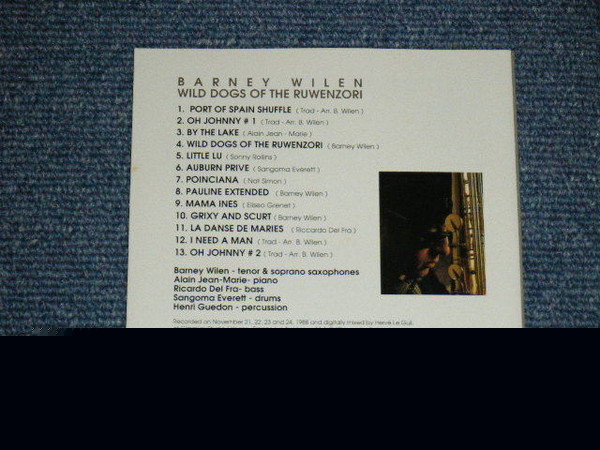 BARNEY WILEN
WILD DOGS OF THE RUWENZORI
1. PORT OF SPAIN SHUFFLE ( Trad - Arr. B. Wilen )
2. OH JOHNNY # 1 ( Trad - Arr. B. Wilen )
3. BY THE LAKE ( Alain Jean - Marie )
4. WILD DOGS OF THE RUWENZORI ( Barney Wilen )
5. LITTLE LU ( Sonny Rollins )
6. AUBURN PRIVE ( Sangoma Everett )
7. POINCIANA ( Nat Simon )
8. PAULINE EXTENDED ( Barney Wilen )
9. MAMA INES ( Eliseo Grenet )
10. GRIXY AND SCURT ( Barney Wilen )
11. LA DANSE DE MARIES ( Riccardo Del Fra )
12. I NEED A MAN ( Trad - Arr. B. Wilen )
13. OH JOHNNY # 2 ( Trad - Arr. B. Wilen )
Barney Wilen - tenor & soprano saxophones
Alain Jean-Marie- piano
Ricardo Del Fra- bass
Sangoma Everett - drums
Henri Guedon - percussion
Recorded on November 21, 22 23 and 24, 1988 and digitally mixed by Hervé Le Guil,